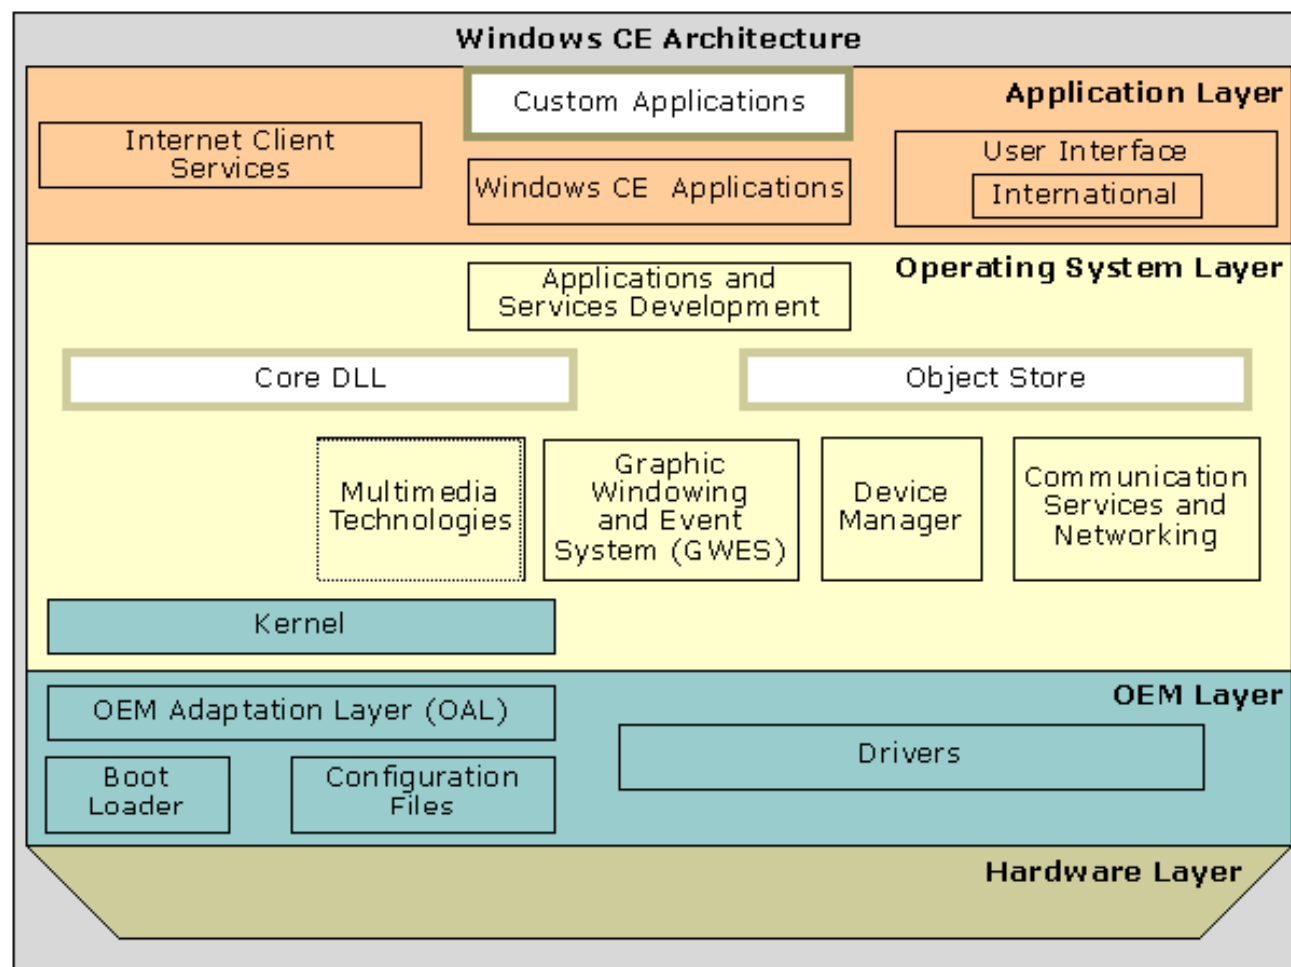 Windows CE Architecture
Custom Applications
Application Layer
Internet Client
Services
User Interface
Windows CE Applications
International
Operating System Layer
Applications and
Services Development
Core DLL
Object Store
Multimedia
Technologies
Graphic
Windowing
and Event
System (GWES)
Device
Manager
Communication
Services and
Networking
Kernel
OEM Layer
OEM Adaptation Layer (OAL)
Drivers
Boot
Loader
Configuration
Files
Hardware Layer